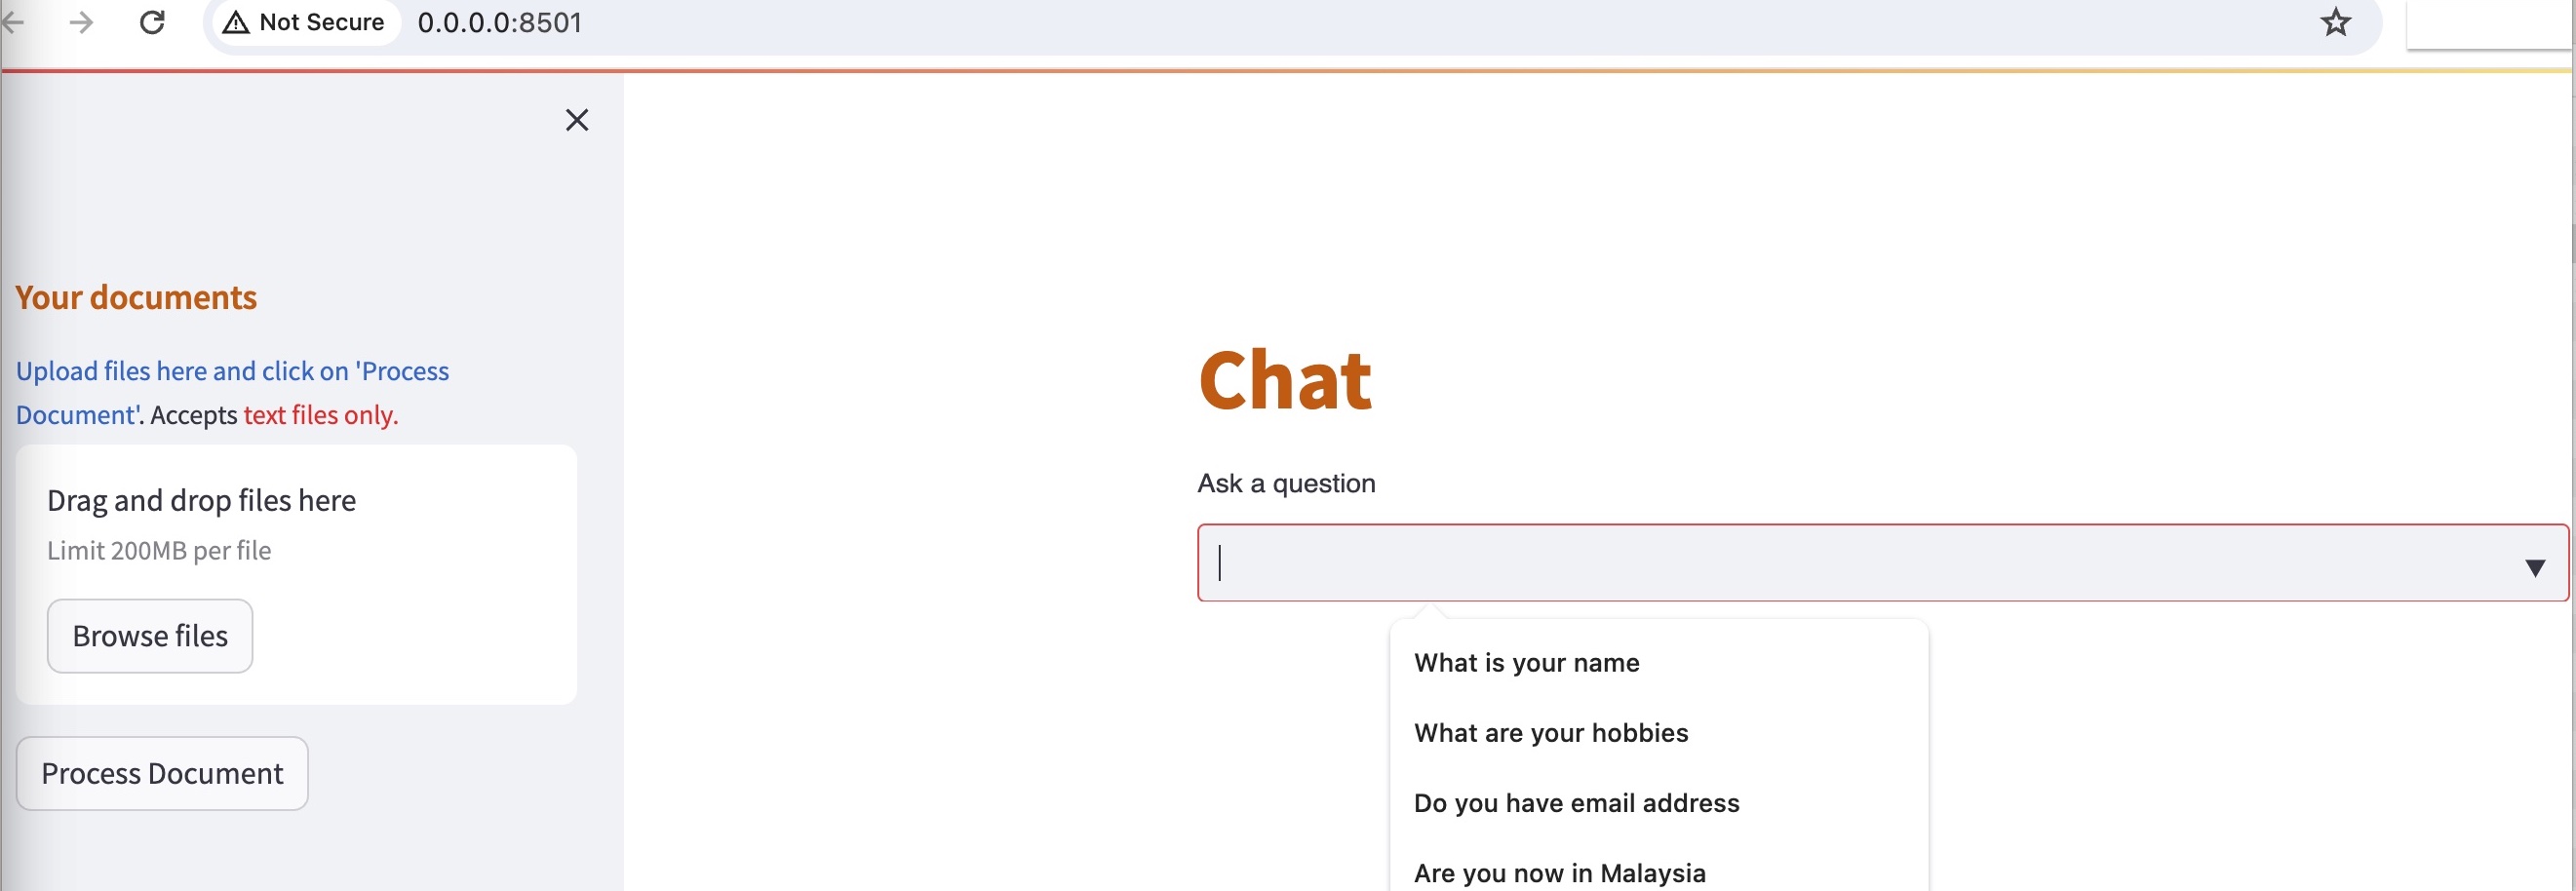 Not Secure 0.0.0.0:8501
Your documents
Upload files here and click on 'Process
Document'. Accepts text files only.
Drag and drop files here
Limit 200MB per file
Browse files
Process Document
Chat
Ask a question
What is your name
What are your hobbies
Do you have email address
Are you now in Malaysia